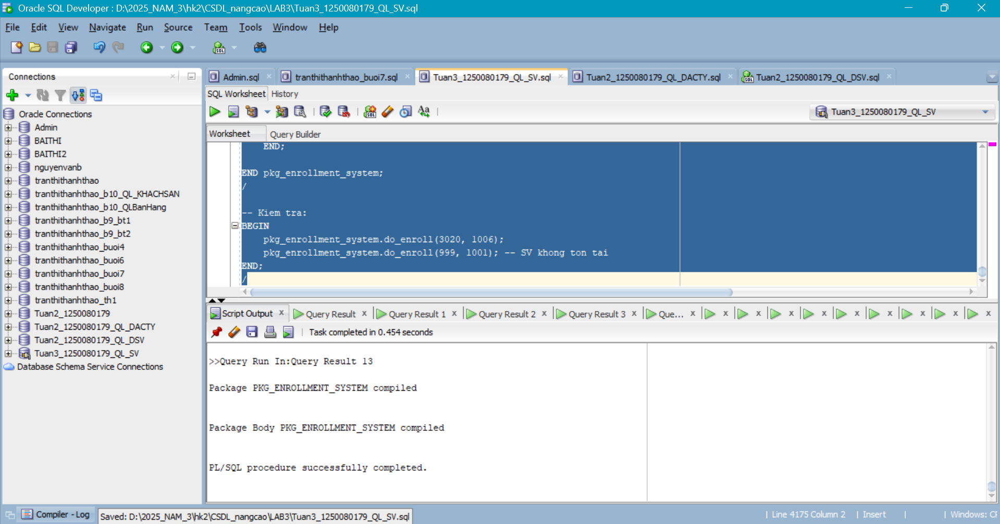 Oracle SQL Developer : D:\2025_NAM_3\hk2\CSDL_nangcao\LAB3\Tuan3_1250080179_QL_SV.sql
File Edit View Navigate Run Source Team Tools Window Help
Connections
Oracle Connections
Admin
BAITHI
BAITHI2
nguyenvanb
tranthithanhthao
tranthithanhthao_b10_QL_KHACHSAN
tranthithanhthao_b10_QLBanHang
tranthithanhthao_b9_bt1
tranthithanhthao_b9_bt2
tranthithanhthao_buoi4
tranthithanhthao_buoi6
tranthithanhthao_buoi7
tranthithanhthao_buoi8
tranthithanhthao_th1
Tuan2_1250080179
Tuan2_1250080179_QL_DACTY
Tuan2_1250080179_QL_DSV
Tuan3_1250080179_QL_SV
Database Schema Service Connections
Admin.sql tranthithanhthao_buoi7.sql Tuan3_1250080179_QL_SV.sql Tuan2_1250080179_QL_DACTY.sql Tuan2_1250080179_QL_DSV.sql
SQL Worksheet History
Tuan3_1250080179_QL_SV
Worksheet Query Builder
END;
END pkg_enrollment_system;
/
-- Kiem tra:
BEGIN
pkg_enrollment_system.do_enroll(3020, 1006);
pkg_enrollment_system.do_enroll(999, 1001); -- SV khong ton tai
END;
/
Script Output x Query Result x Query Result 1 x Query Result 2 x Query Result 3 x Que... x x x x x x x x x x
Task completed in 0.454 seconds
>>Query Run In:Query Result 13
Package PKG_ENROLLMENT_SYSTEM compiled
Package Body PKG_ENROLLMENT_SYSTEM compiled
PL/SQL procedure successfully completed.
Compiler - Log
Saved: D:\2025_NAM_3\hk2\CSDL_nangcao\LAB3\Tuan3_1250080179_QL_SV.sql
| Line 4175 Column 2 | Insert | | Windows: CR